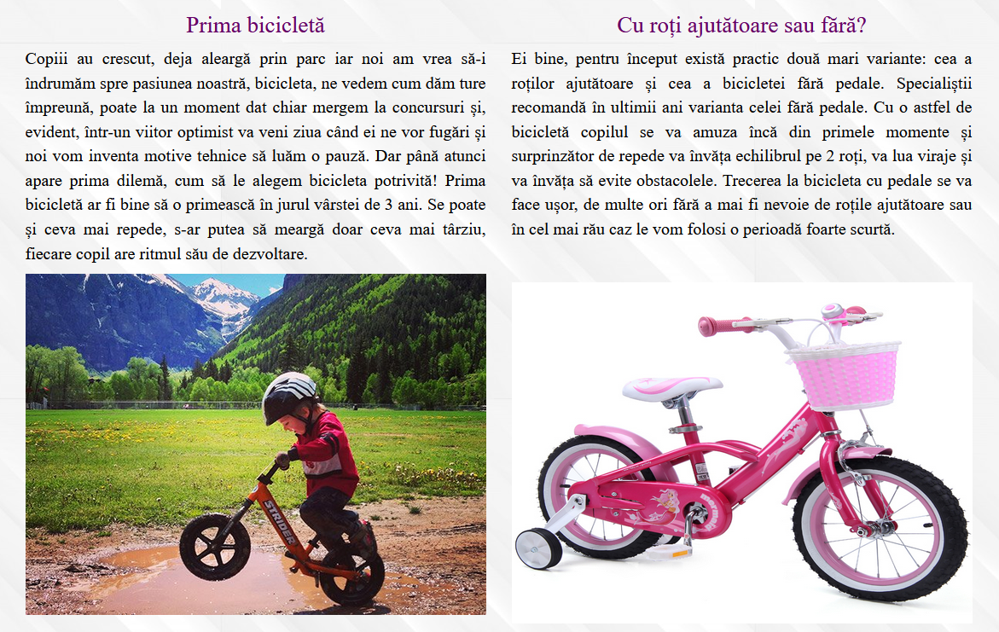 Prima bicicletă
Copiii au crescut, deja aleargă prin parc iar noi am vrea să-i
îndrumăm spre pasiunea noastră, bicicleta, ne vedem cum dăm ture
împreună, poate la un moment dat chiar mergem la concursuri și,
evident, într-un viitor optimist va veni ziua când ei ne vor fugări și
noi vom inventa motive tehnice să luăm o pauză. Dar până atunci
apare prima dilemă, cum să le alegem bicicleta potrivită! Prima
bicicletă ar fi bine să o primească în jurul vârstei de 3 ani. Se poate
și ceva mai repede, s-ar putea să meargă doar ceva mai târziu,
fiecare copil are ritmul său de dezvoltare.
STRIDER
Cu roți ajutătoare sau fără?
Ei bine, pentru început există practic două mari variante: cea a
roților ajutătoare și cea a bicicletei fără pedale. Specialiștii
recomandă în ultimii ani varianta celei fără pedale. Cu o astfel de
bicicletă copilul se va amuza încă din primele momente și
surprinzător de repede va învăța echilibrul pe 2 roți, va lua viraje și
va învăța să evite obstacolele. Trecerea la bicicleta cu pedale se va
face ușor, de multe ori fără a mai fi nevoie de roțile ajutătoare sau
în cel mai rău caz le vom folosi o perioadă foarte scurtă.